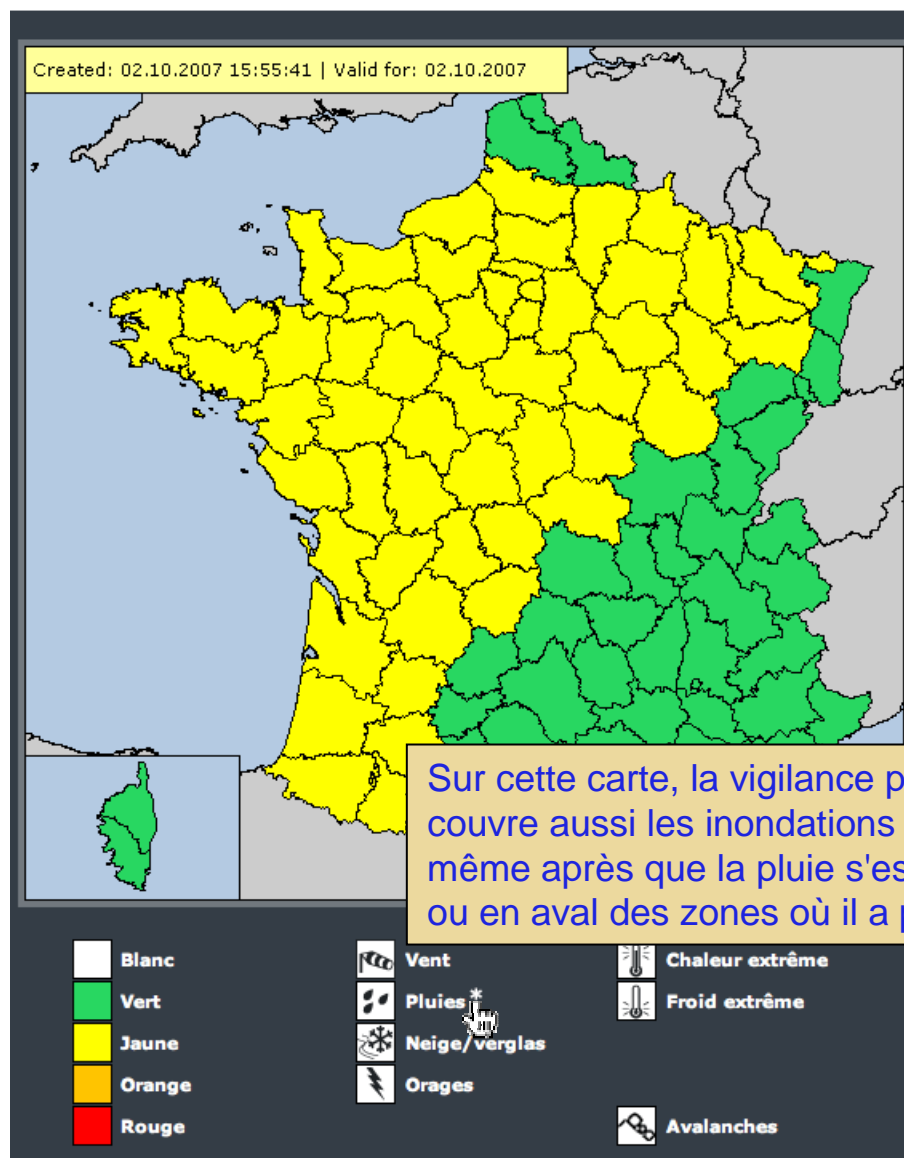 Created: 02.10.2007 15:55:41 | Valid for: 02.10.2007
Sur cette carte, la vigilance p
couvre aussi les inondations
même après que la pluie s'es
ou en aval des zones où il a p
Blanc
Vert
Jaune
Orange
Rouge
Vent
Pluies *
Neige/verglas
Orages
Chaleur extrême
Froid extrême
Avalanches